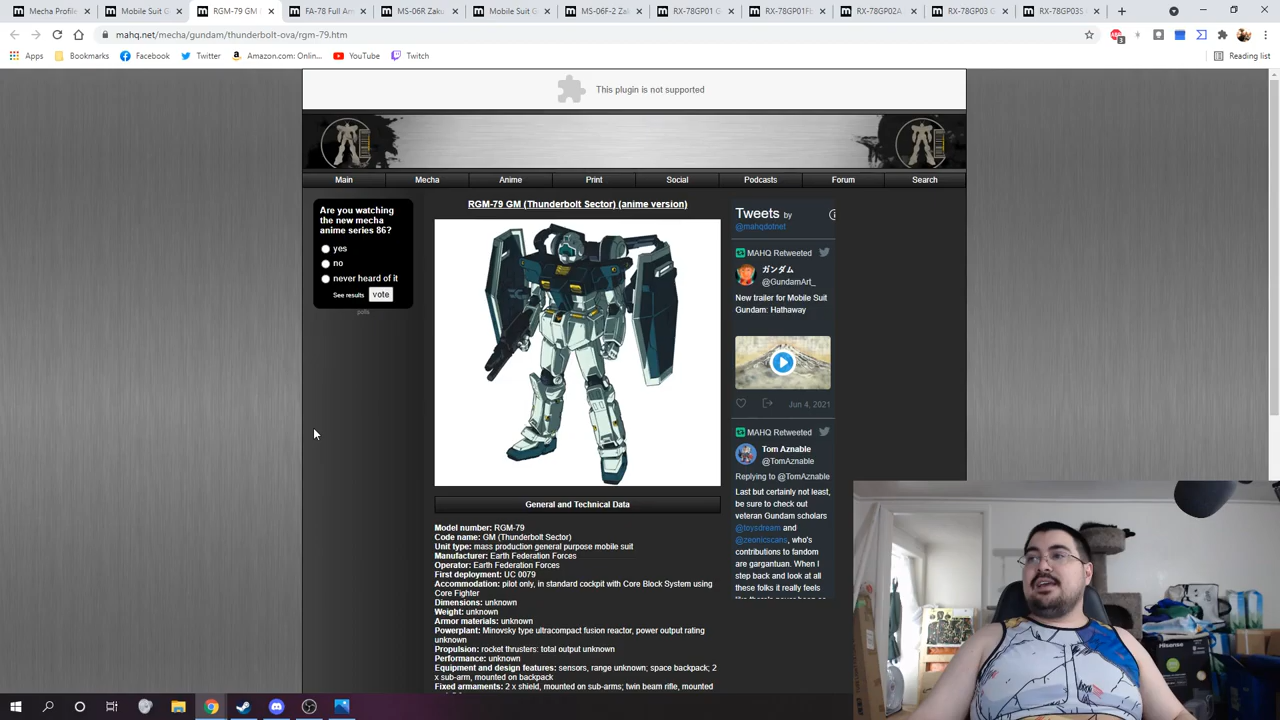 Mecha Profile
Mobile Suit G
RGM-79 GM (
FA-78 Full Arm
MS-06R Zaku
Mobile Suit G
MS-06F-2 Zak
RX-78GP01 G
RX-78GP01Fb
RX-78GP02A
RX-78GP03 G
RX-78GP03S
mahq.net/mecha/gundam/thunderbolt-ova/rgm-79.htm
3
Apps
Bookmarks
Facebook
Twitter
Amazon.com: Onlin...
YouTube
Twitch
Reading list
This plugin is not supported
Main
Mecha
Anime
Print
Social
Podcasts
Forum
Search
Are you watching
the new mecha
anime series 86?
yes
no
never heard of it
See results
vote
polls
RGM-79 GM (Thunderbolt Sector) (anime version)
General and Technical Data
Model number: RGM-79
Code name: GM (Thunderbolt Sector)
Unit type: mass production general purpose mobile suit
Manufacturer: Earth Federation Forces
Operator: Earth Federation Forces
First deployment: UC 0079
Accommodation: pilot only, in standard cockpit with Core Block System using
Core Fighter
Dimensions: unknown
Weight: unknown
Armor materials: unknown
Powerplant: Minovsky type ultracompact fusion reactor, power output rating
unknown
Propulsion: rocket thrusters: total output unknown
Performance: unknown
Equipment and design features: sensors, range unknown; space backpack; 2
x sub-arm, mounted on backpack
Fixed armaments: 2 x shield, mounted on sub-arms; twin beam rifle, mounted
Tweets by
@mahqdotnet
MAHQ Retweeted
ガンダム
@GundamArt_
New trailer for Mobile Suit
Gundam: Hathaway
Jun 4, 2021
MAHQ Retweeted
Tom Aznable
@TomAznable
Replying to @TomAznable
Last but certainly not least,
be sure to check out
veteran Gundam scholars
@toysdream and
@zeonicscans, who's
contributions to fandom
are gargantuan. When I
step back and look at all
these folks it really feels
Hisense